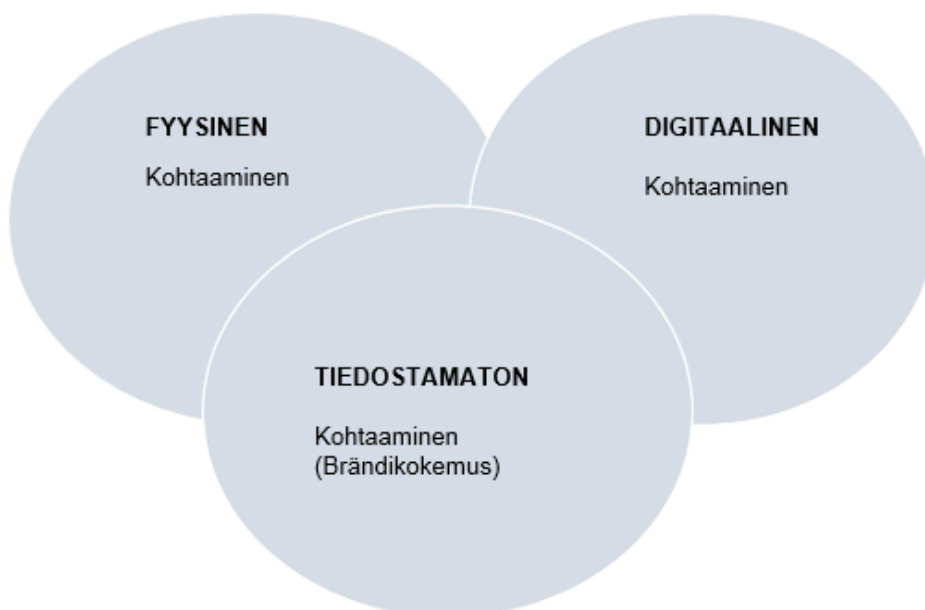 FYYSINEN
Kohtaaminen
DIGITAALINEN
Kohtaaminen
TIEDOSTAMATON
Kohtaaminen
(Brändikokemus)